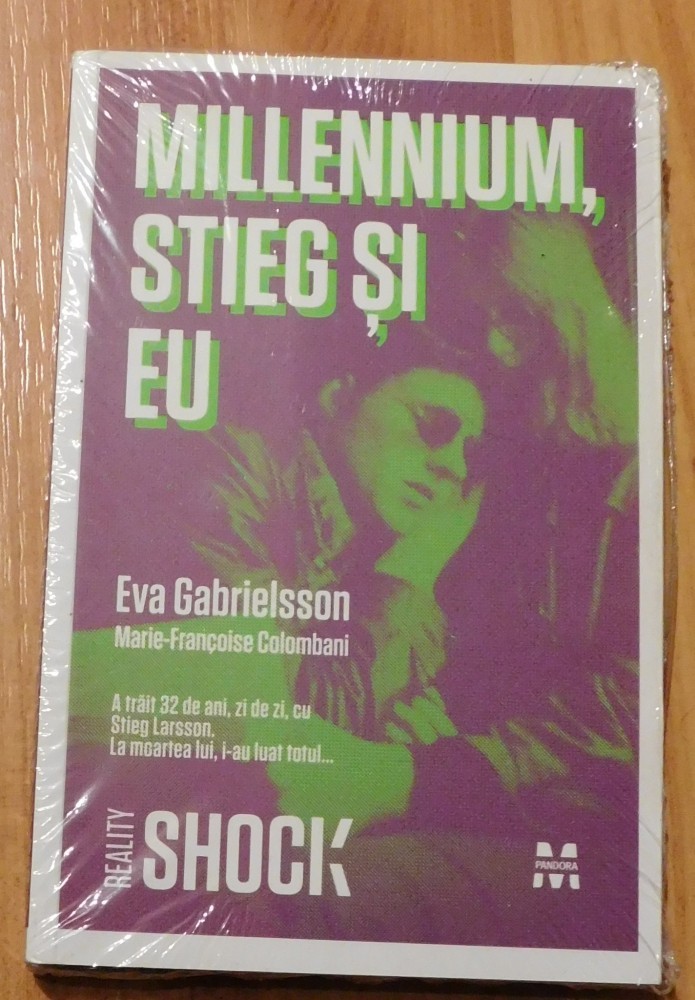 MILLENNIUM,
STIEG ȘI
EU
Eva Gabrielsson
Marie-Françoise Colombani
A trăit 32 de ani, zi de zi, cu
Stieg Larsson.
La moartea lui, i-au luat totul...
REALITY
SHOCK
M
PANDORA